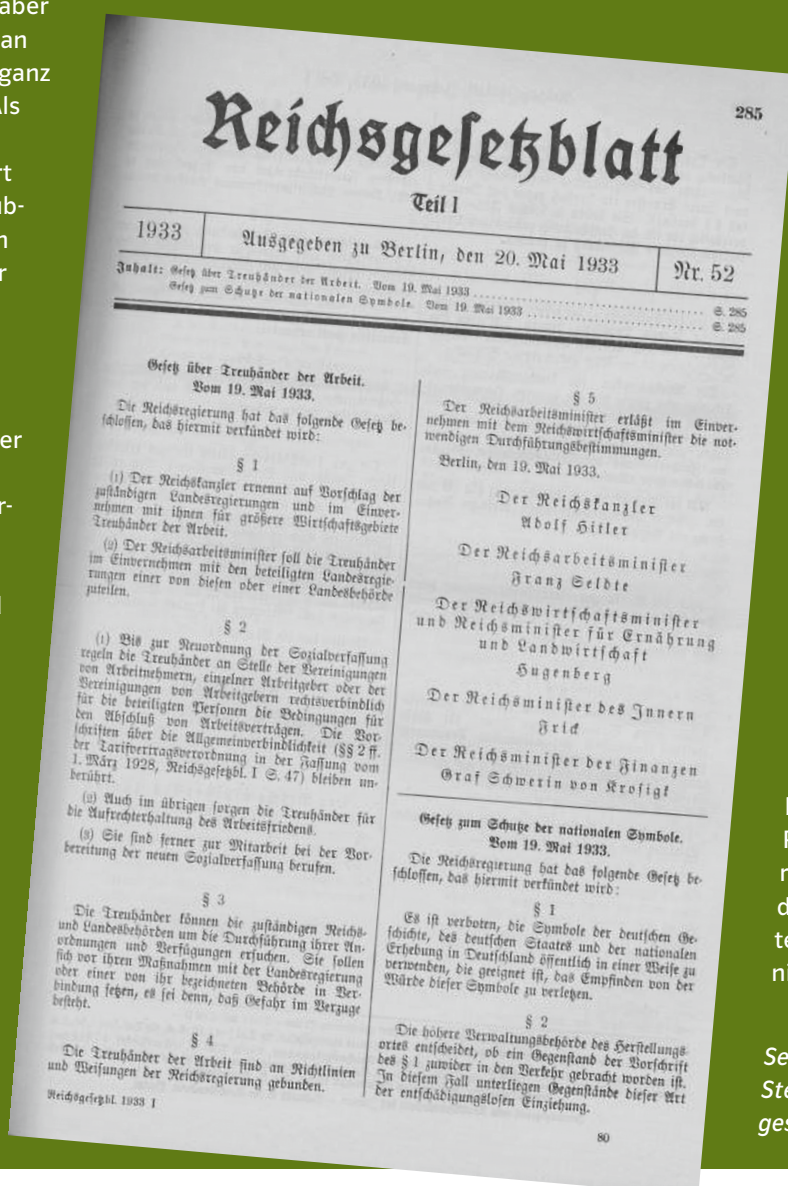 aber
an
ganz
Als
rt
üb-
er
r-
285
Reichsgesetzblatt
Teil I
1933
Ausgegeben zu Berlin, den 20. Mai 1933
Nr. 52
Inhalt: Gesetz über Treuhänder der Arbeit. Vom 19. Mai 1933 ........ S. 285
Gesetz zum Schutze der nationalen Symbole. Vom 19. Mai 1933 ........ S. 285
Gesetz über Treuhänder der Arbeit.
Vom 19. Mai 1933.
Die Reichsregierung hat das folgende Gesetz be-
schlossen, das hiermit verkündet wird:
§ 1
(1) Der Reichskanzler ernennt auf Vorschlag der
zuständigen Landesregierungen und im Einver-
nehmen mit ihnen für größere Wirtschaftsgebiete
Treuhänder der Arbeit.
(2) Der Reichsarbeitsminister soll die Treuhänder
im Einvernehmen mit den beteiligten Landesregie-
rungen einer von diesen oder einer Landesbehörde
zuteilen.
§ 2
(1) Bis zur Neuordnung der Sozialverfassung
regeln die Treuhänder an Stelle der Vereinigungen
von Arbeitnehmern, einzelner Arbeitgeber oder der
Vereinigungen von Arbeitgebern rechtsverbindlich
für die beteiligten Personen die Bedingungen für
den Abschluß von Arbeitsverträgen. Die Vor-
schriften über die Allgemeinverbindlichkeit (§§ 2 ff.
der Tarifvertragsverordnung in der Fassung vom
1. März 1928, Reichsgesetzbl. I S. 47) bleiben un-
berührt.
(2) Auch im übrigen sorgen die Treuhänder für
die Aufrechterhaltung des Arbeitsfriedens.
(3) Sie sind ferner zur Mitarbeit bei der Vor-
bereitung der neuen Sozialverfassung berufen.
§ 3
Die Treuhänder können die zuständigen Reichs-
und Landesbehörden um die Durchführung ihrer An-
ordnungen und Verfügungen ersuchen. Sie sollen
sich vor ihren Maßnahmen mit der Landesregierung
oder einer von ihr bezeichneten Behörde in Ver-
bindung setzen, es sei denn, daß Gefahr im Verzuge
besteht.
§ 4
Die Treuhänder der Arbeit sind an Richtlinien
und Weisungen der Reichsregierung gebunden.
Reichsgesetzbl. 1933 I
§ 5
Der Reichsarbeitsminister erläßt im Einver-
nehmen mit dem Reichswirtschaftsminister die not-
wendigen Durchführungsbestimmungen.
Berlin, den 19. Mai 1933.
Der Reichskanzler
Adolf Hitler
Der Reichsarbeitsminister
Franz Seldte
Der Reichswirtschaftsminister
und Reichsminister für Ernährung
und Landwirtschaft
Hugenberg
Der Reichsminister des Innern
Frick
Der Reichsminister der Finanzen
Graf Schwerin von Krosigk
Gesetz zum Schutze der nationalen Symbole.
Vom 19. Mai 1933.
Die Reichsregierung hat das folgende Gesetz be-
schlossen, das hiermit verkündet wird:
§ 1
Es ist verboten, die Symbole der deutschen Ge-
schichte, des deutschen Staates und der nationalen
Erhebung in Deutschland öffentlich in einer Weise zu
verwenden, die geeignet ist, das Empfinden von der
Würde dieser Symbole zu verletzen.
§ 2
Die höhere Verwaltungsbehörde des Herstellungs-
ortes entscheidet, ob ein Gegenstand der Vorschrift
des § 1 zuwider in den Verkehr gebracht worden ist.
In diesem Fall unterliegen Gegenstände dieser Art
der entschädigungslosen Einziehung.
80
te
ni
Se
Ste
ges